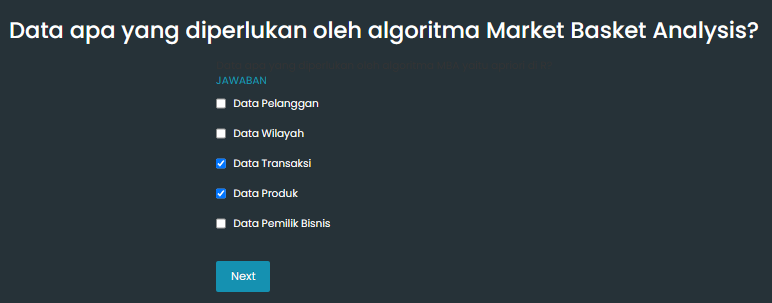 Data apa yang diperlukan oleh algoritma Market Basket Analysis?
JAWABAN
Data Pelanggan
Data Wilayah
Data Transaksi
Data Produk
Data Pemilik Bisnis
Next